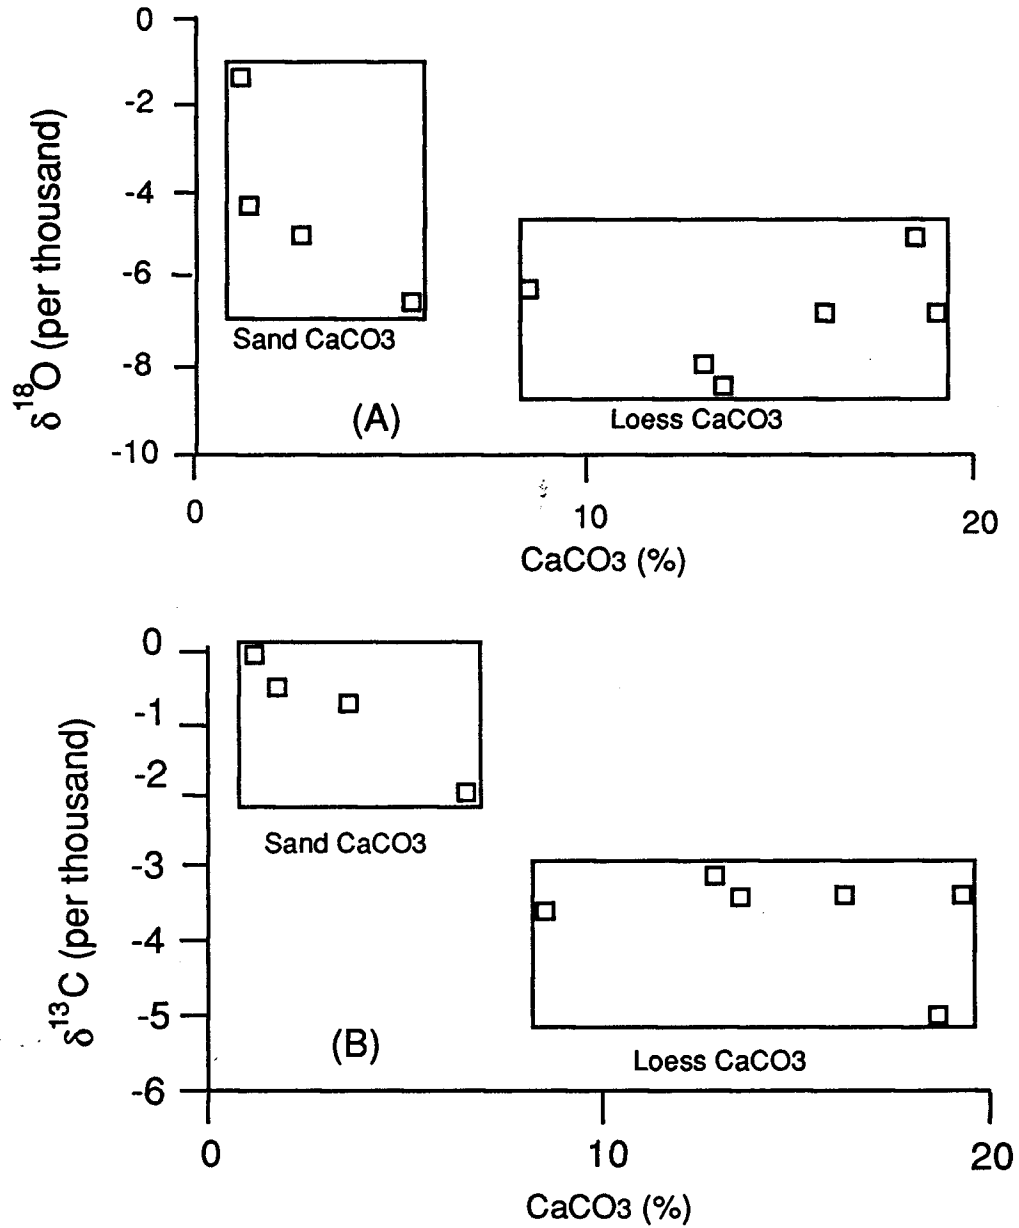 0
-2
-4
-6
-8
-10
δ18O (per thousand)
Sand CaCO3
Loess CaCO3
(A)
0
10
20
CaCO3 (%)
0
-1
-2
-3
-4
-5
-6
δ13C (per thousand)
Sand CaCO3
Loess CaCO3
(B)
0
10
20
CaCO3 (%)